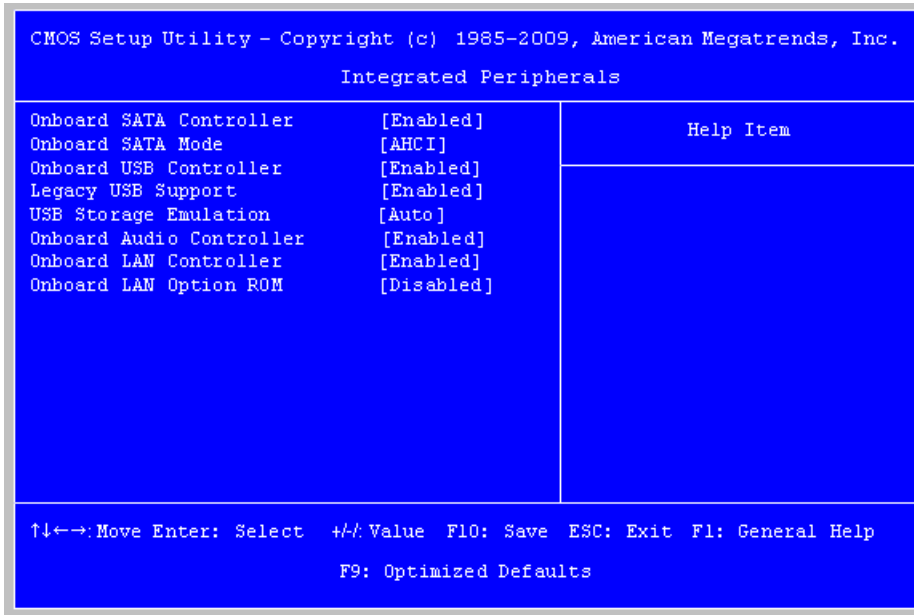 CMOS Setup Utility - Copyright (c) 1985-2009, American Megatrends, Inc.
Integrated Peripherals
Onboard SATA Controller [Enabled]
Onboard SATA Mode [AHCI]
Onboard USB Controller [Enabled]
Legacy USB Support [Enabled]
USB Storage Emulation [Auto]
Onboard Audio Controller [Enabled]
Onboard LAN Controller [Enabled]
Onboard LAN Option ROM [Disabled]
Help Item
↑↓←→:Move Enter: Select +/-/: Value F10: Save ESC: Exit F1: General Help
F9: Optimized Defaults